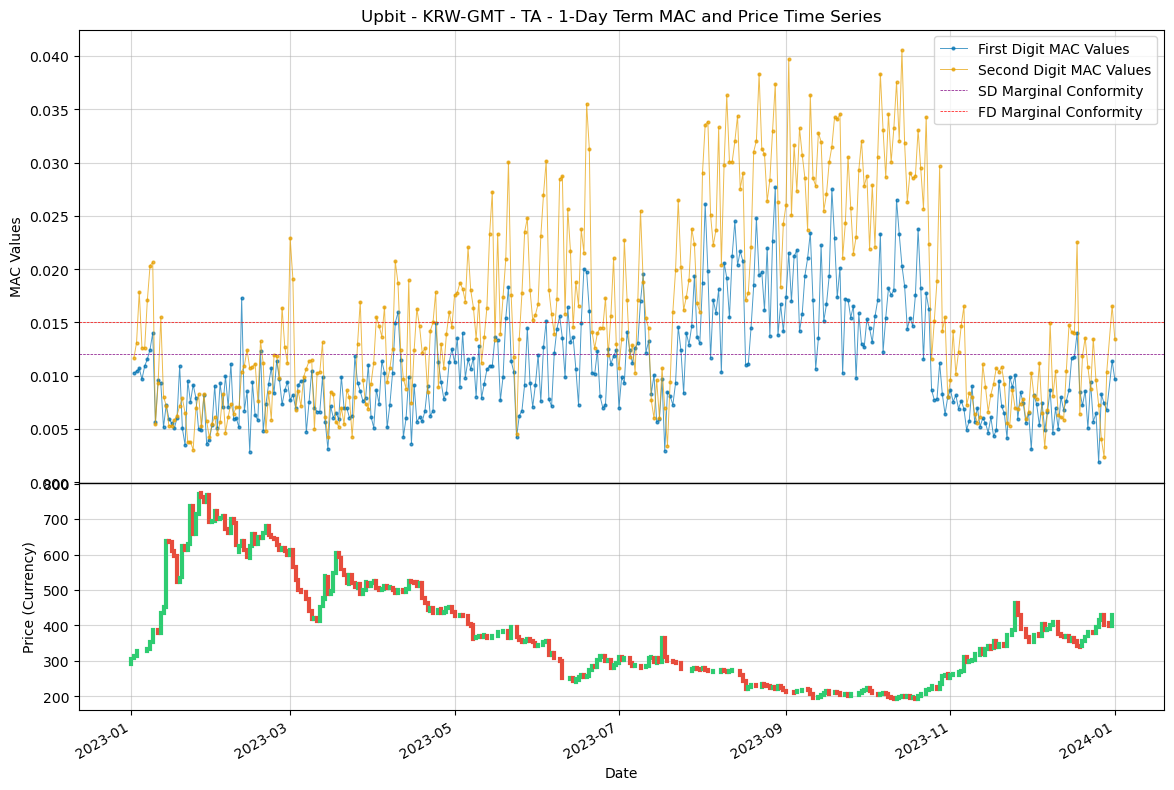 Upbit - KRW-GMT - TA - 1-Day Term MAC and Price Time Series
First Digit MAC Values
Second Digit MAC Values
SD Marginal Conformity
FD Marginal Conformity
MAC Values
0.040
0.035
0.030
0.025
0.020
0.015
0.010
0.005
0.000
Price (Currency)
800
700
600
500
400
300
200
2023-01
2023-03
2023-05
2023-07
2023-09
2023-11
2024-01
Date